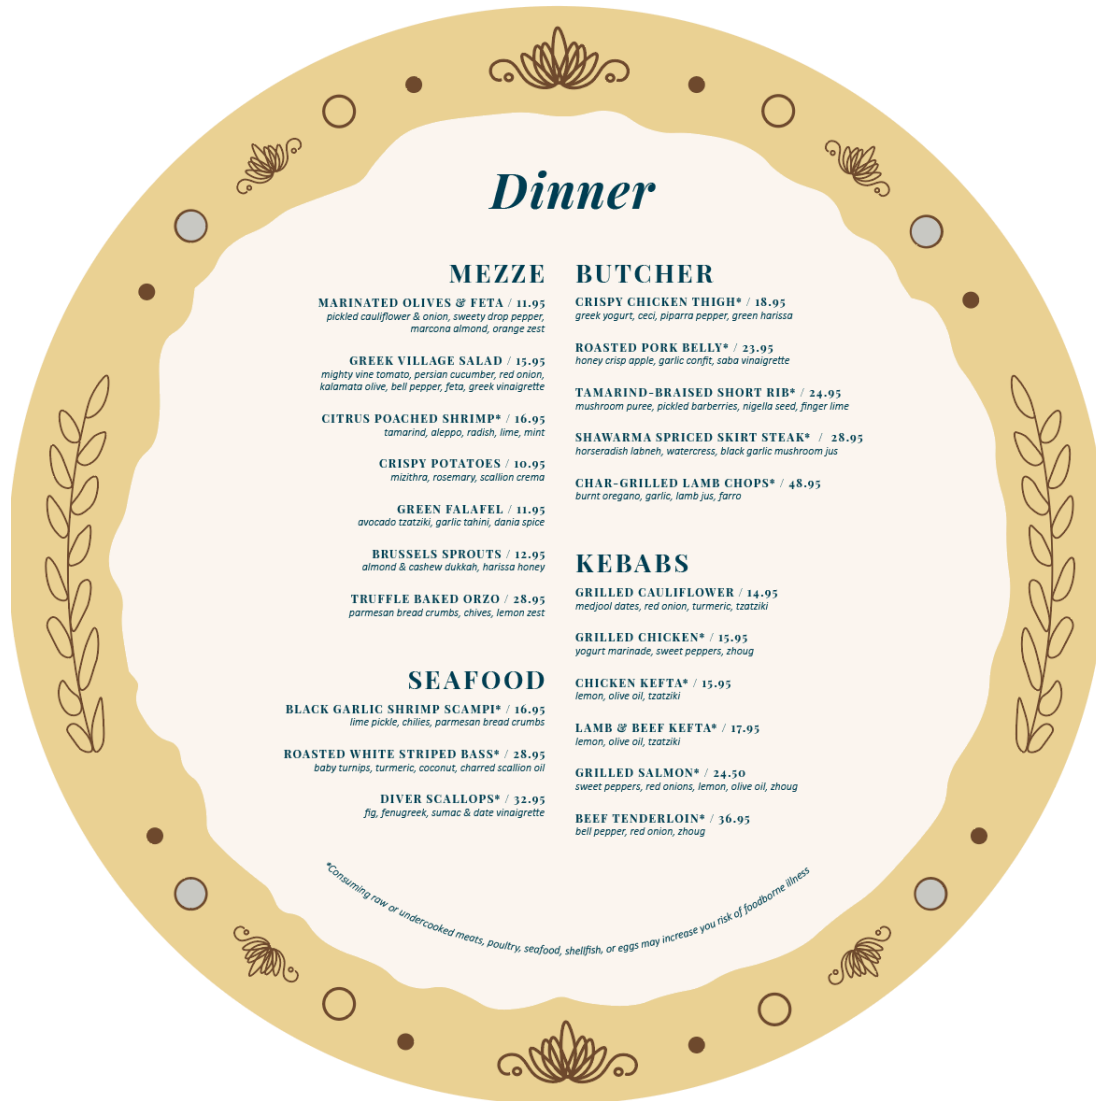 Dinner
MEZZE
MARINATED OLIVES & FETA / 11.95
pickled cauliflower & onion, sweety drop pepper,
marcona almond, orange zest
GREEK VILLAGE SALAD / 15.95
mighty vine tomato, persian cucumber, red onion,
kalamata olive, bell pepper, feta, greek vinaigrette
CITRUS POACHED SHRIMP* / 16.95
tamarind, aleppo, radish, lime, mint
CRISPY POTATOES / 10.95
mizithra, rosemary, scallion crema
GREEN FALAFEL / 11.95
avocado tzatziki, garlic tahini, dania spice
BRUSSELS SPROUTS / 12.95
almond & cashew dukkah, harissa honey
TRUFFLE BAKED ORZO / 28.95
parmesan bread crumbs, chives, lemon zest
SEAFOOD
BLACK GARLIC SHRIMP SCAMPI* / 16.95
lime pickle, chilies, parmesan bread crumbs
ROASTED WHITE STRIPED BASS* / 28.95
baby turnips, turmeric, coconut, charred scallion oil
DIVER SCALLOPS* / 32.95
fig, fenugreek, sumac & date vinaigrette
BUTCHER
CRISPY CHICKEN THIGH* / 18.95
greek yogurt, ceci, piparra pepper, green harissa
ROASTED PORK BELLY* / 23.95
honey crisp apple, garlic confit, saba vinaigrette
TAMARIND-BRAISED SHORT RIB* / 24.95
mushroom puree, pickled barberries, nigella seed, finger lime
SHAWARMA SPICED SKIRT STEAK* / 28.95
horseradish labneh, watercress, black garlic mushroom jus
CHAR-GRILLED LAMB CHOPS* / 48.95
burnt oregano, garlic, lamb jus, farro
KEBABS
GRILLED CAULIFLOWER / 14.95
medjool dates, red onion, turmeric, tzatziki
GRILLED CHICKEN* / 15.95
yogurt marinade, sweet peppers, zhoug
CHICKEN KEFTA* / 15.95
lemon, olive oil, tzatziki
LAMB & BEEF KEFTA* / 17.95
lemon, olive oil, tzatziki
GRILLED SALMON* / 24.50
sweet peppers, red onions, lemon, olive oil, zhoug
BEEF TENDERLOIN* / 36.95
bell pepper, red onion, zhoug
*Consuming raw or undercooked meats, poultry, seafood, shellfish, or eggs may increase you risk of foodborne illness